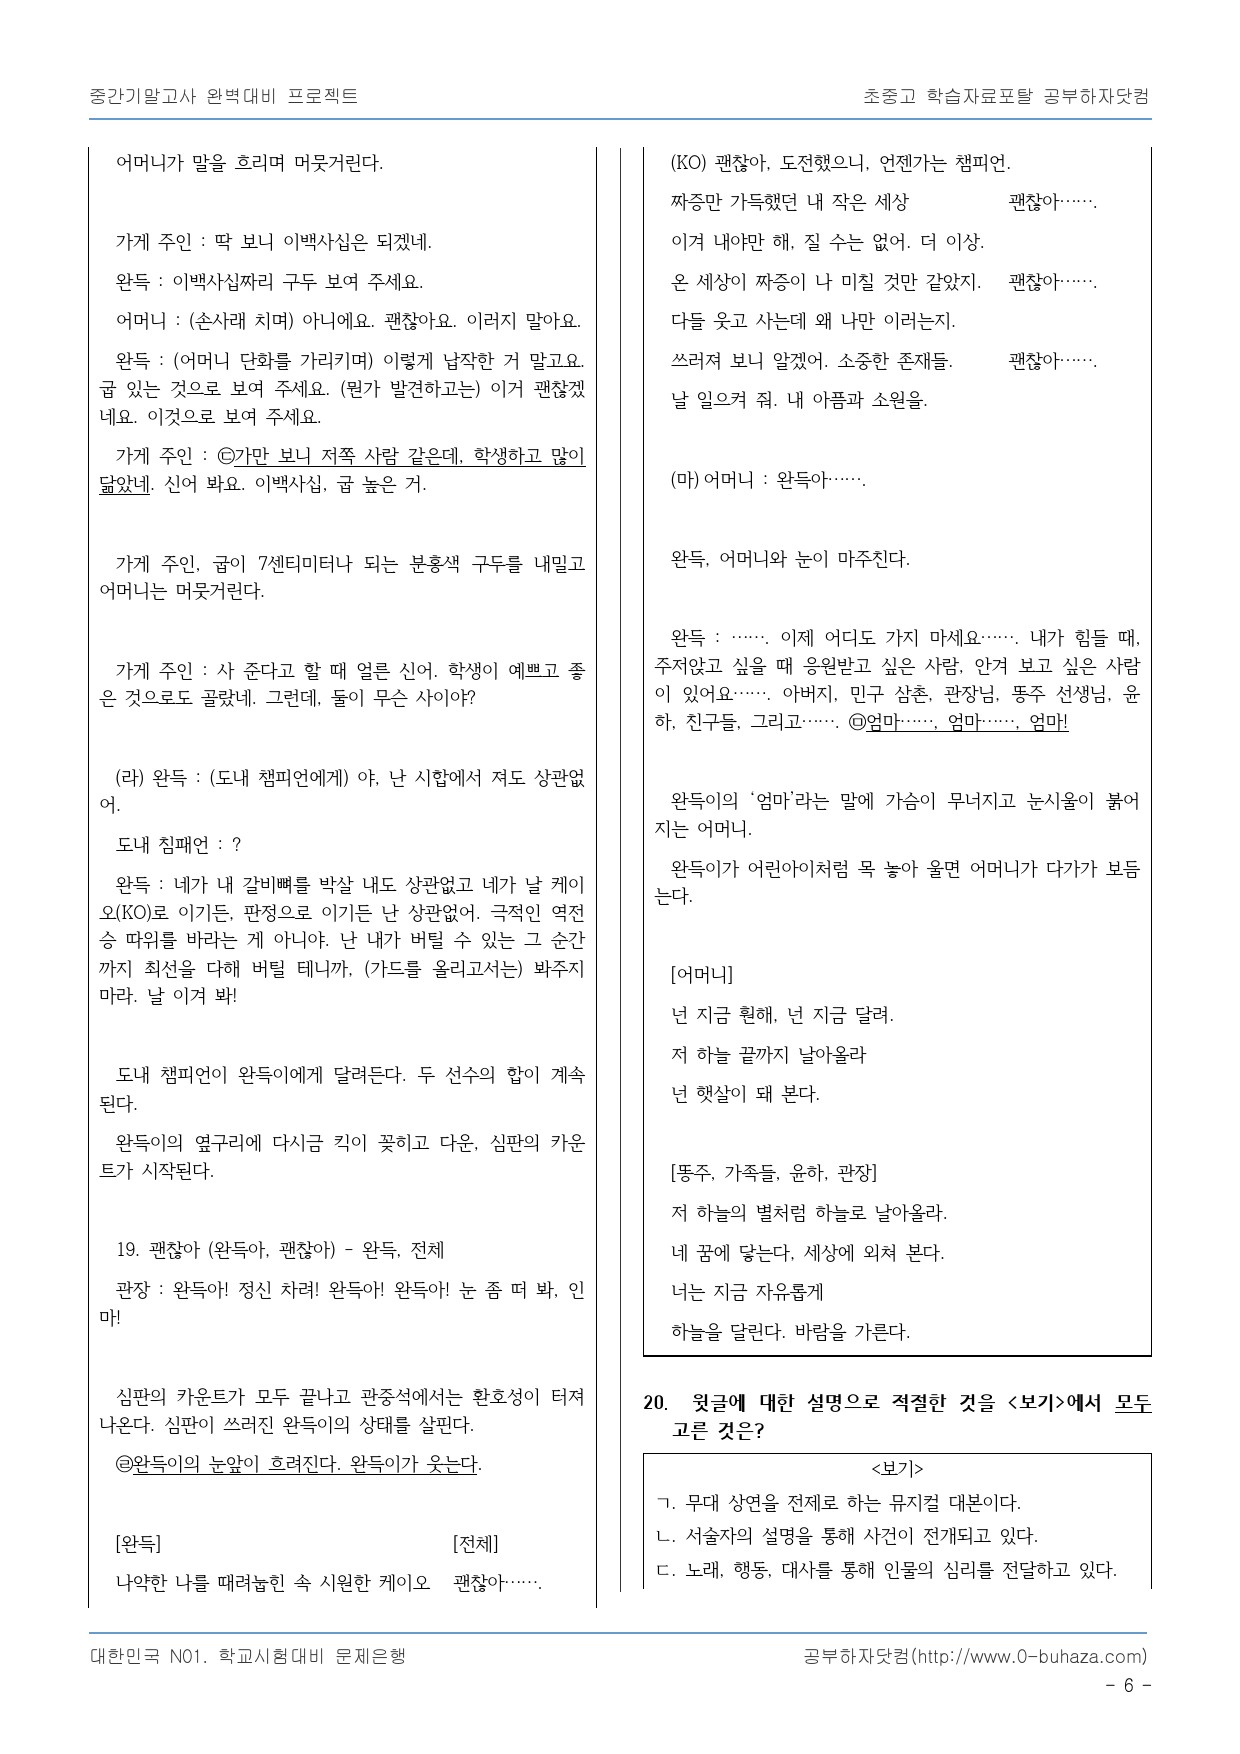 중간기말고사 완벽대비 프로젝트
초중고 학습자료포탈 공부하자닷컴
어머니가 말을 흐리며 머뭇거린다.
가게 주인 : 딱 보니 이백사십은 되겠네.
완득 : 이백사십짜리 구두 보여 주세요.
어머니 : (손사래 치며) 아니에요. 괜찮아요. 이러지 말아요.
완득 : (어머니 단화를 가리키며) 이렇게 납작한 거 말고요.
굽 있는 것으로 보여 주세요. (뭔가 발견하고는) 이거 괜찮겠
네요. 이것으로 보여 주세요.
가게 주인 : ㉢가만 보니 저쪽 사람 같은데, 학생하고 많이
닮았네. 신어 봐요. 이백사십, 굽 높은 거.
가게 주인, 굽이 7센티미터나 되는 분홍색 구두를 내밀고
어머니는 머뭇거린다.
가게 주인 : 사 준다고 할 때 얼른 신어. 학생이 예쁘고 좋
은 것으로도 골랐네. 그런데, 둘이 무슨 사이야?
(라) 완득 : (도내 챔피언에게) 야, 난 시합에서 져도 상관없
어.
도내 침패언 : ?
완득 : 네가 내 갈비뼈를 박살 내도 상관없고 네가 날 케이
오(KO)로 이기든, 판정으로 이기든 난 상관없어. 극적인 역전
승 따위를 바라는 게 아니야. 난 내가 버틸 수 있는 그 순간
까지 최선을 다해 버틸 테니까, (가드를 올리고서는) 봐주지
마라. 날 이겨 봐!
도내 챔피언이 완득이에게 달려든다. 두 선수의 합이 계속
된다.
완득이의 옆구리에 다시금 킥이 꽂히고 다운, 심판의 카운
트가 시작된다.
19. 괜찮아 (완득아, 괜찮아) - 완득, 전체
관장 : 완득아! 정신 차려! 완득아! 완득아! 눈 좀 떠 봐, 인
마!
심판의 카운트가 모두 끝나고 관중석에서는 환호성이 터져
나온다. 심판이 쓰러진 완득이의 상태를 살핀다.
㉣완득이의 눈앞이 흐려진다. 완득이가 웃는다.
[완득] [전체]
나약한 나를 때려눕힌 속 시원한 케이오 괜찮아…….
(KO) 괜찮아, 도전했으니, 언젠가는 챔피언.
짜증만 가득했던 내 작은 세상 괜찮아…….
이겨 내야만 해, 질 수는 없어. 더 이상.
온 세상이 짜증이 나 미칠 것만 같았지. 괜찮아…….
다들 웃고 사는데 왜 나만 이러는지.
쓰러져 보니 알겠어. 소중한 존재들. 괜찮아…….
날 일으켜 줘. 내 아픔과 소원을.
(마) 어머니 : 완득아…….
완득, 어머니와 눈이 마주친다.
완득 : ……. 이제 어디도 가지 마세요……. 내가 힘들 때,
주저앉고 싶을 때 응원받고 싶은 사람, 안겨 보고 싶은 사람
이 있어요……. 아버지, 민구 삼촌, 관장님, 똥주 선생님, 윤
하, 친구들, 그리고……. ㉤엄마……, 엄마……, 엄마!
완득이의 ‘엄마’라는 말에 가슴이 무너지고 눈시울이 붉어
지는 어머니.
완득이가 어린아이처럼 목 놓아 울면 어머니가 다가가 보듬
는다.
[어머니]
넌 지금 훤해, 넌 지금 달려.
저 하늘 끝까지 날아올라
넌 햇살이 돼 본다.
[똥주, 가족들, 윤하, 관장]
저 하늘의 별처럼 하늘로 날아올라.
네 꿈에 닿는다, 세상에 외쳐 본다.
너는 지금 자유롭게
하늘을 달린다. 바람을 가른다.
20. 윗글에 대한 설명으로 적절한 것을 <보기>에서 모두
고른 것은?
<보기>
ㄱ. 무대 상연을 전제로 하는 뮤지컬 대본이다.
ㄴ. 서술자의 설명을 통해 사건이 전개되고 있다.
ㄷ. 노래, 행동, 대사를 통해 인물의 심리를 전달하고 있다.
대한민국 N01. 학교시험대비 문제은행
공부하자닷컴(http://www.0-buhaza.com)
- 6 -